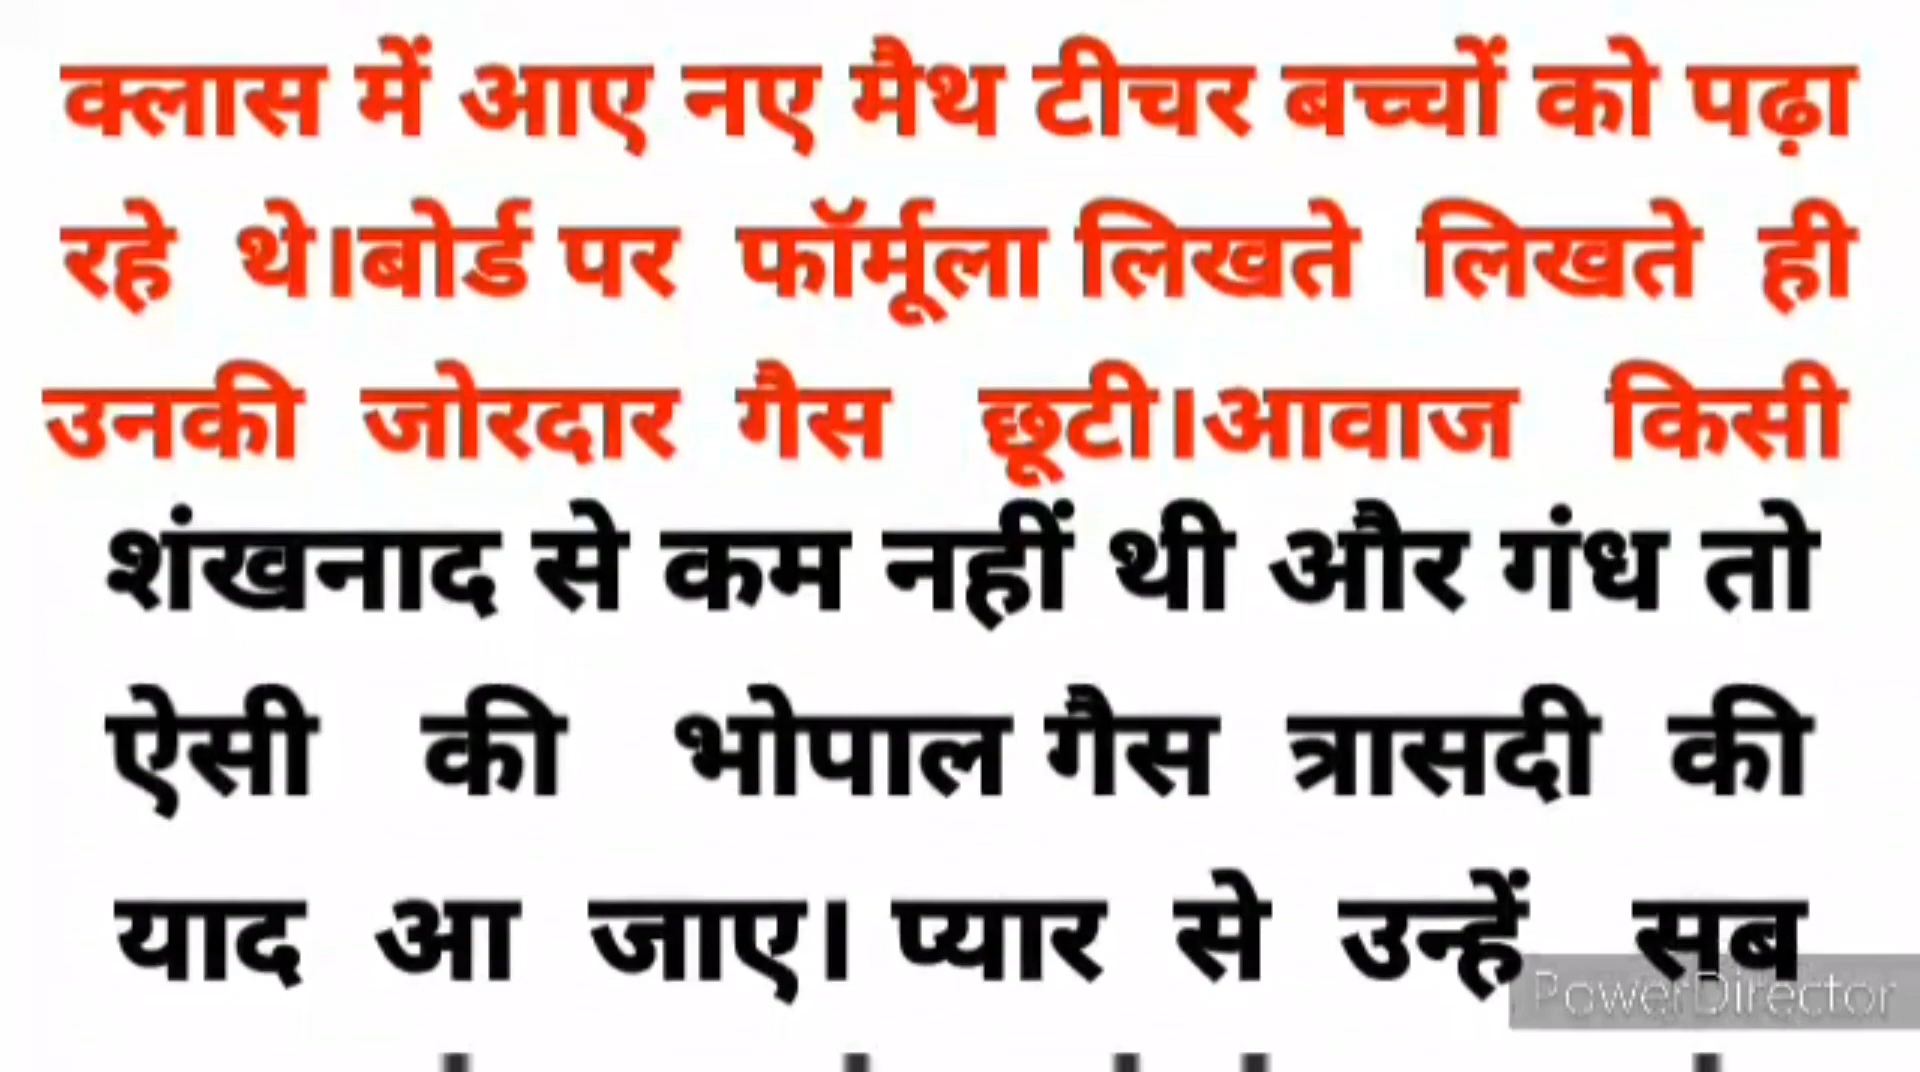 क्लास में आए नए मैथ टीचर बच्चों को पढ़ा
रहे थे।बोर्ड पर फॉर्मूला लिखते लिखते ही
उनकी जोरदार गैस छूटी।आवाज किसी
शंखनाद से कम नहीं थी और गंध तो
ऐसी की भोपाल गैस त्रासदी की
याद आ जाए। प्यार से उन्हें सब
PowerDirector